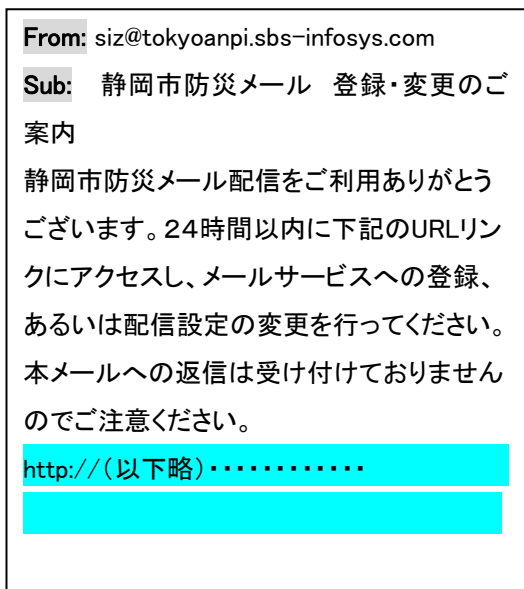 From: siz@tokyoanpi.sbs-infosys.com
Sub:　静岡市防災メール　登録・変更のご
案内
静岡市防災メール配信をご利用ありがとう
ございます。２４時間以内に下記のURLリン
クにアクセスし、メールサービスへの登録、
あるいは配信設定の変更を行ってください。
本メールへの返信は受け付けておりません
のでご注意ください。
http://（以下略）・・・・・・・・・・・・